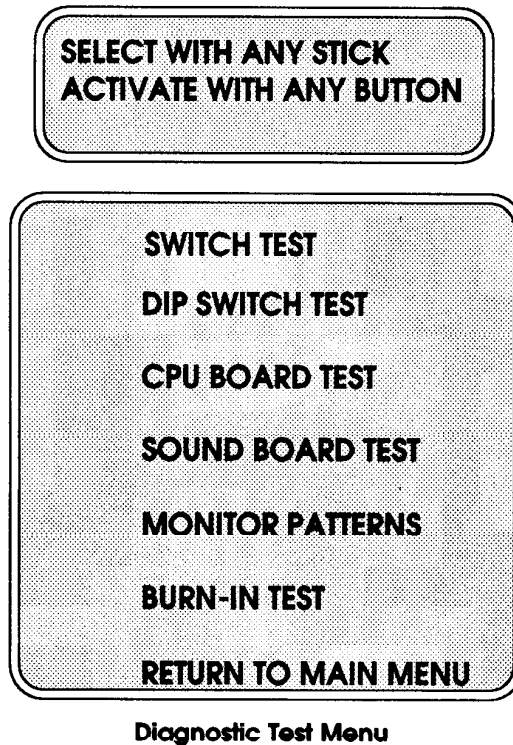 SELECT WITH ANY STICK
ACTIVATE WITH ANY BUTTON
SWITCH TEST
DIP SWITCH TEST
CPU BOARD TEST
SOUND BOARD TEST
MONITOR PATTERNS
BURN-IN TEST
RETURN TO MAIN MENU
Diagnostic Test Menu